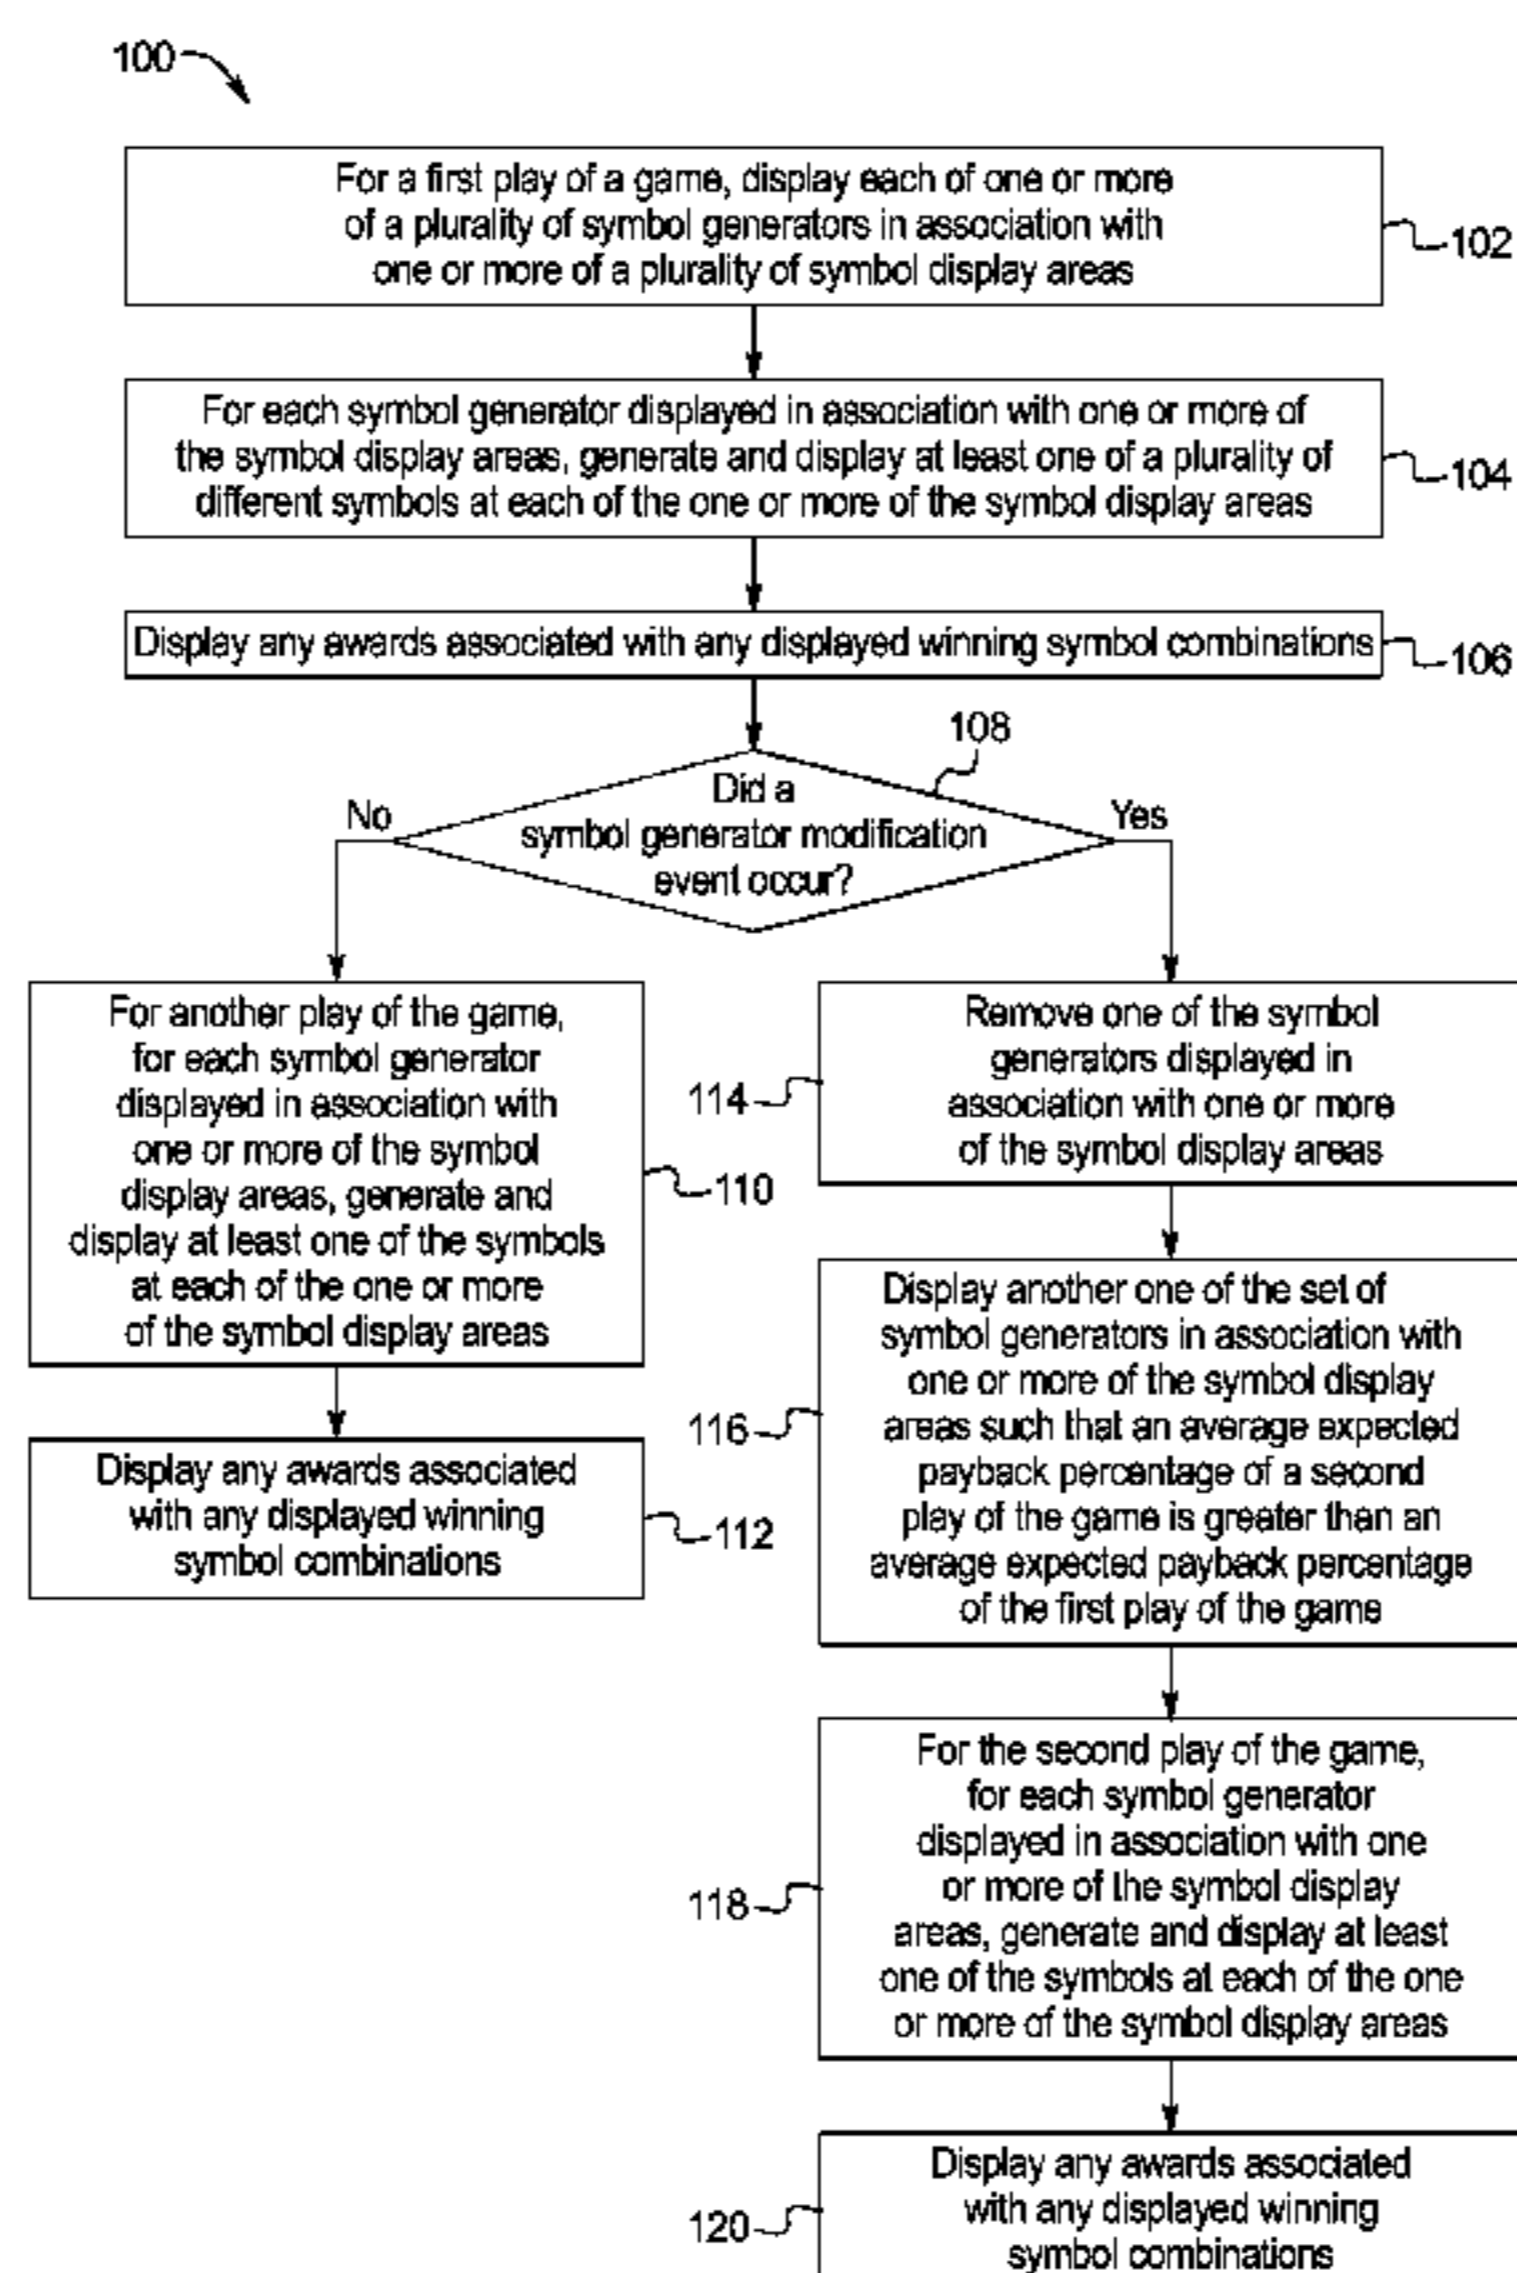 100
For a first play of a game, display each of one or more
of a plurality of symbol generators in association with
one or more of a plurality of symbol display areas
102
For each symbol generator displayed in association with one or more of
the symbol display areas, generate and display at least one of a plurality of
different symbols at each of the one or more of the symbol display areas
104
Display any awards associated with any displayed winning symbol combinations
106
108
Did a
symbol generator modification
event occur?
No
Yes
For another play of the game,
for each symbol generator
displayed in association with
one or more of the symbol
display areas, generate and
display at least one of the symbols
at each of the one or more
of the symbol display areas
110
Display any awards associated
with any displayed winning
symbol combinations
112
Remove one of the symbol
generators displayed in
association with one or more
of the symbol display areas
114
Display another one of the set of
symbol generators in association with
one or more of the symbol display
areas such that an average expected
payback percentage of a second
play of the game is greater than an
average expected payback percentage
of the first play of the game
116
For the second play of the game,
for each symbol generator
displayed in association with one
or more of the symbol display
areas, generate and display at least
one of the symbols at each of the one
or more of the symbol display areas
118
Display any awards associated
with any displayed winning
symbol combinations
120